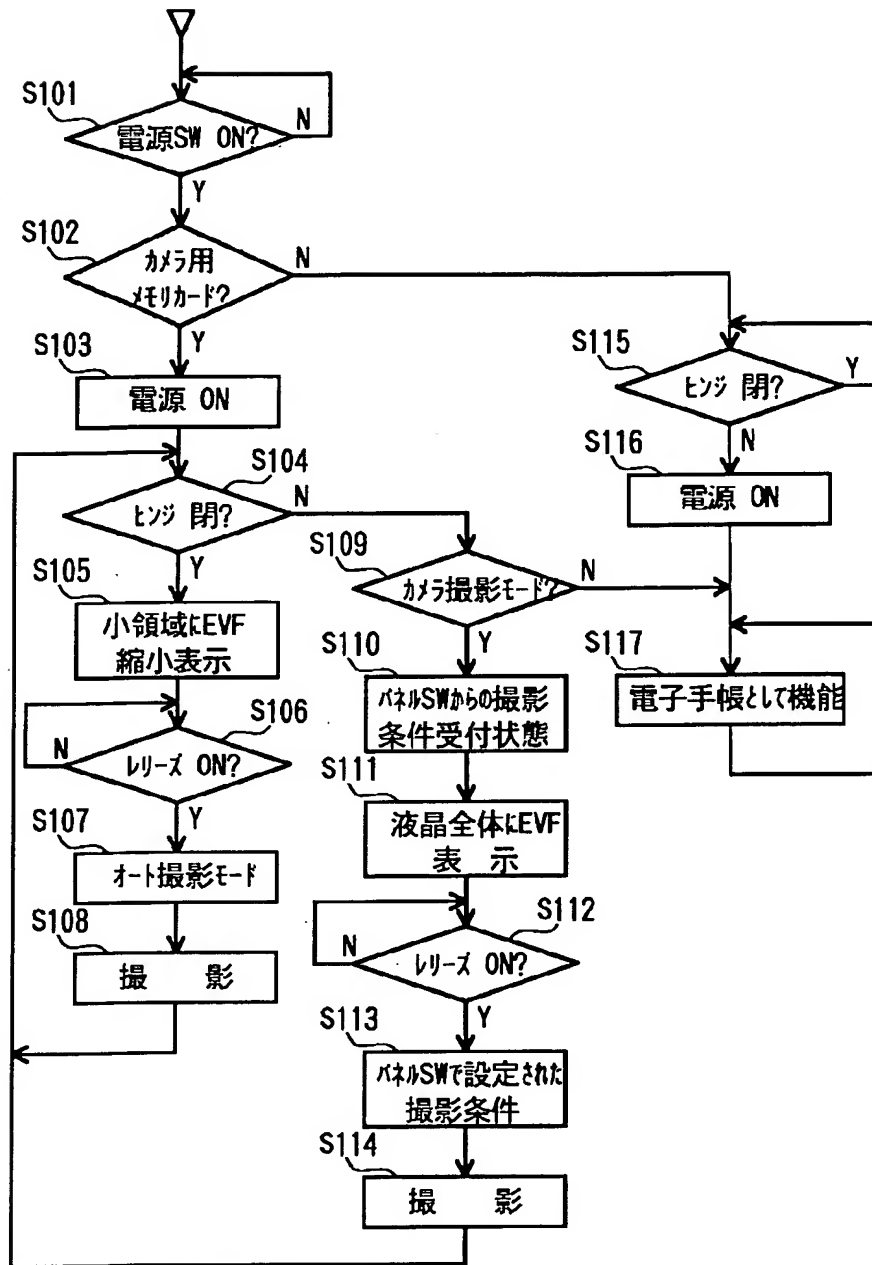 S101
電源SW ON?
N
Y
S102
カメラ用
メモリカード?
N
Y
S103
電源 ON
S104
ヒンジ 閉?
N
Y
S105
小領域にEVF
縮小表示
S106
レリーズ ON?
N
Y
S107
オート撮影モード
S108
撮 影
S109
カメラ撮影モード?
N
Y
S110
パネルSWからの撮影
条件受付状態
S111
液晶全体にEVF
表 示
S112
レリーズ ON?
N
Y
S113
パネルSWで設定された
撮影条件
S114
撮 影
S115
ヒンジ 閉?
Y
N
S116
電源 ON
S117
電子手帳として機能